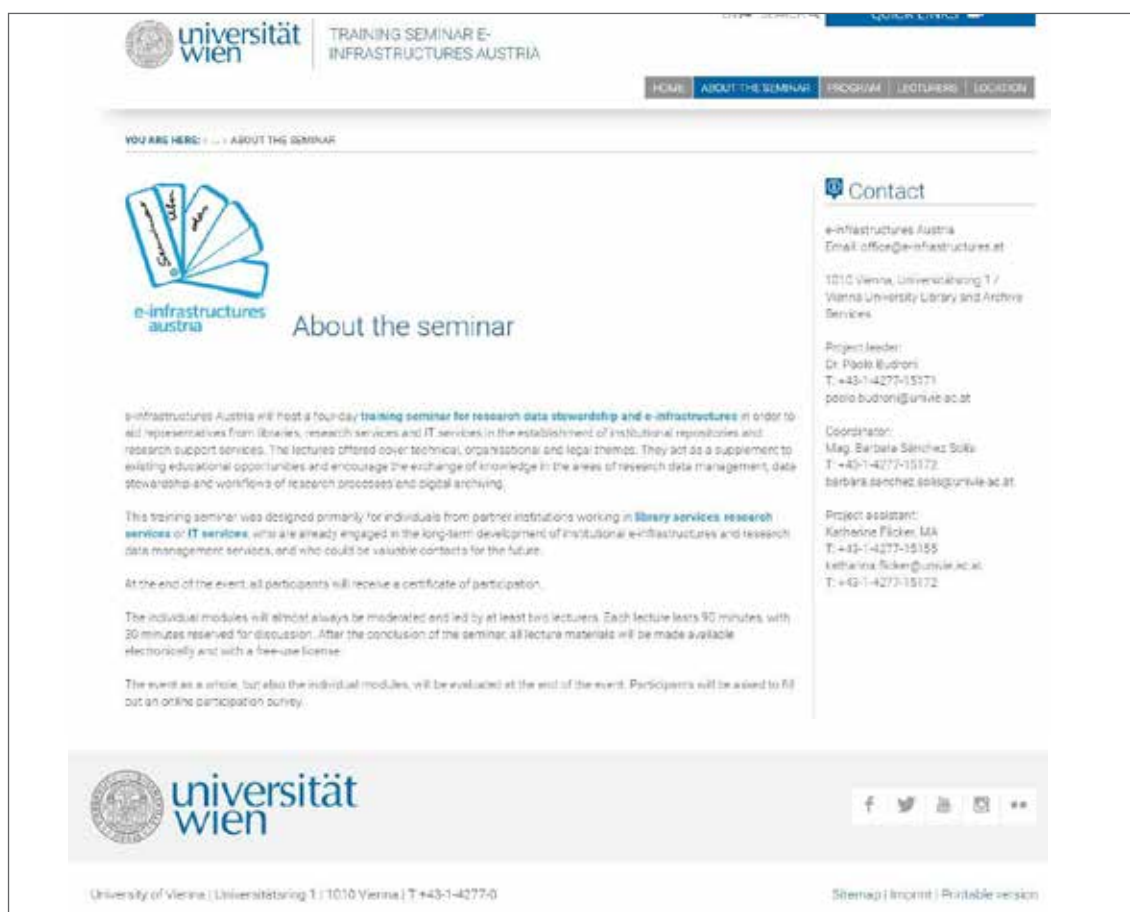 SEARCH
QUICK LINKS
universität
wien
TRAINING SEMINAR E-
INFRASTRUCTURES AUSTRIA
HOME
ABOUT THE SEMINAR
PROGRAM
LECTURERS
LOCATION
YOU ARE HERE: › ... › ABOUT THE SEMINAR
Seminar
über
e-infrastructures
austria
About the seminar
e-infrastructures Austria will host a four-day training seminar for research data stewardship and e-infrastructures in order to
aid representatives from libraries, research services and IT services in the establishment of institutional repositories and
research support services. The lectures offered cover technical, organisational and legal themes. They act as a supplement to
existing educational opportunities and encourage the exchange of knowledge in the areas of research data management, data
stewardship and workflows of research processes and digital archiving.
This training seminar was designed primarily for individuals from partner institutions working in library services, research
services or IT services, who are already engaged in the long-term development of institutional e-infrastructures and research
data management services, and who could be valuable contacts for the future.
At the end of the event, all participants will receive a certificate of participation.
The individual modules will almost always be moderated and led by at least two lecturers. Each lecture lasts 90 minutes, with
30 minutes reserved for discussion. After the conclusion of the seminar, all lecture materials will be made available
electronically and with a free-use license.
The event as a whole, but also the individual modules, will be evaluated at the end of the event. Participants will be asked to fill
out an online participation survey.
Contact
e-infrastructures Austria
Email: office@e-infrastructures.at
1010 Vienna, Universitätsring 1 /
Vienna University Library and Archive
Services
Project leader:
Dr. Paolo Budroni
T: +43-1-4277-15171
paolo.budroni@univie.ac.at
Coordinator:
Mag. Barbara Sánchez Solís
T: +43-1-4277-15172
barbara.sanchez.solis@univie.ac.at
Project assistant:
Katharina Flicker, MA
T: +43-1-4277-15155
katharina.flicker@univie.ac.at
T: +43-1-4277-15172
universität
wien
University of Vienna | Universitätsring 1 | 1010 Vienna | T +43-1-4277-0
Sitemap | Imprint | Printable version